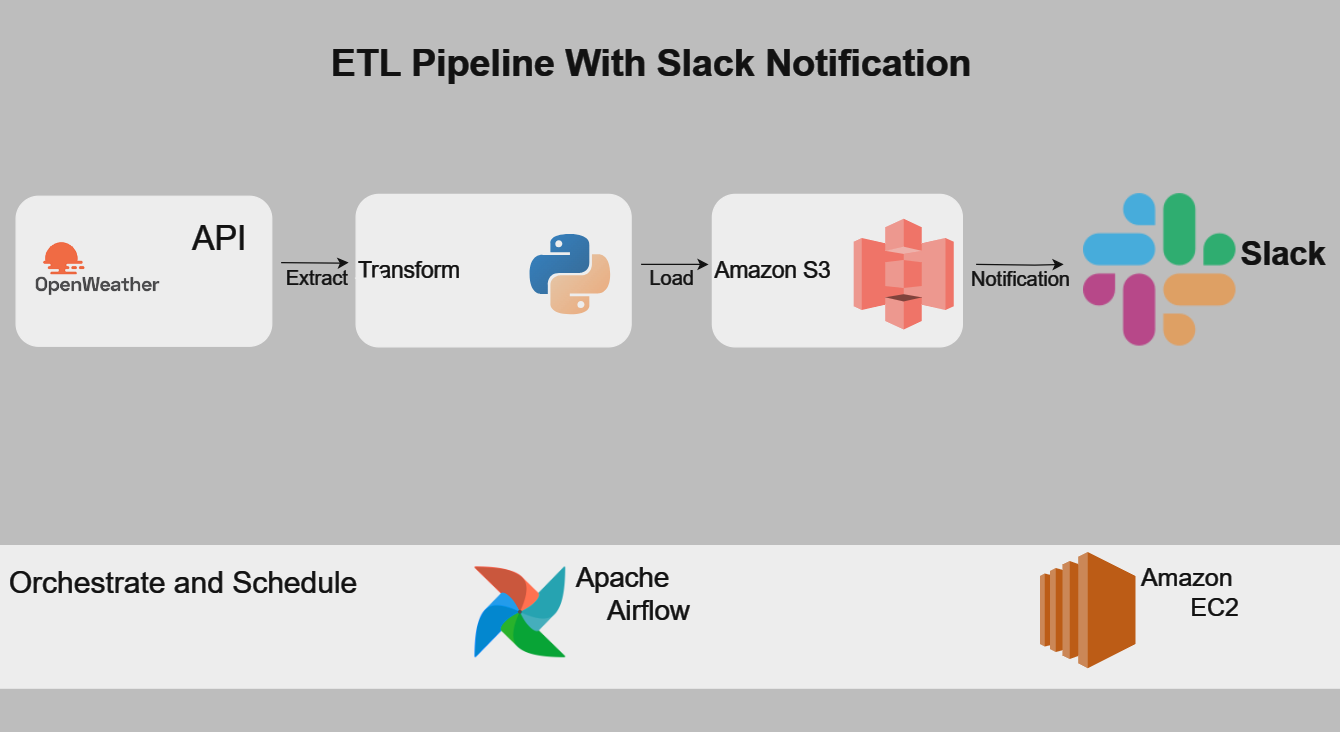 ETL Pipeline With Slack Notification
API
OpenWeather
Extract
Transform
Load
Amazon S3
Notification
Slack
Orchestrate and Schedule
Apache
Airflow
Amazon
EC2